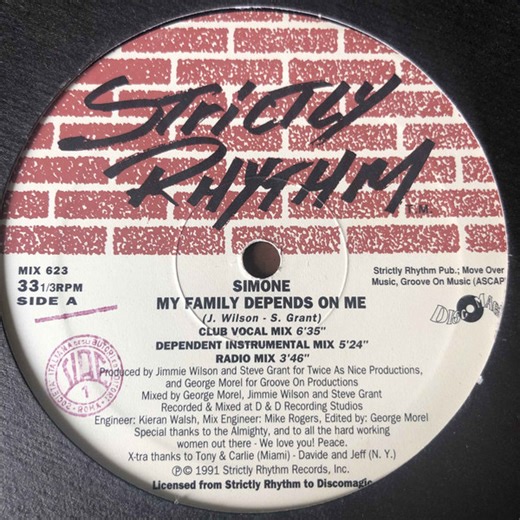 STRICTLY
RHYTHM
T.M.
MIX 623
33 1/3RPM
SIDE A
Strictly Rhythm Pub.; Move Over
Music, Groove On Music (ASCAP
SIMONE
MY FAMILY DEPENDS ON ME
(J. Wilson - S. Grant)
CLUB VOCAL MIX 6'35"
DEPENDENT INSTRUMENTAL MIX 5'24"
RADIO MIX 3'46"
Produced by Jimmie Wilson and Steve Grant for Twice As Nice Productions,
and George Morel for Groove On Productions
Mixed by George Morel, Jimmie Wilson and Steve Grant
Recorded & Mixed at D & D Recording Studios
Engineer: Kieran Walsh, Mix Engineer: Mike Rogers, Edited by: George Morel
Special thanks to the Almighty, and to all the hard working
women out there - We love you! Peace.
X-tra thanks to Tony & Carlie (Miami) - Davide and Jeff (N. Y.)
℗ © 1991 Strictly Rhythm Records, Inc.
Licensed from Strictly Rhythm to Discomagic
SIAE
1
ROMA